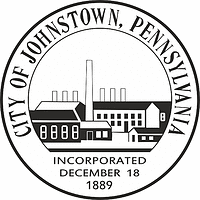 CITY OF JOHNSTOWN, PENNSYLVANIA
INCORPORATED
DECEMBER 18
1889